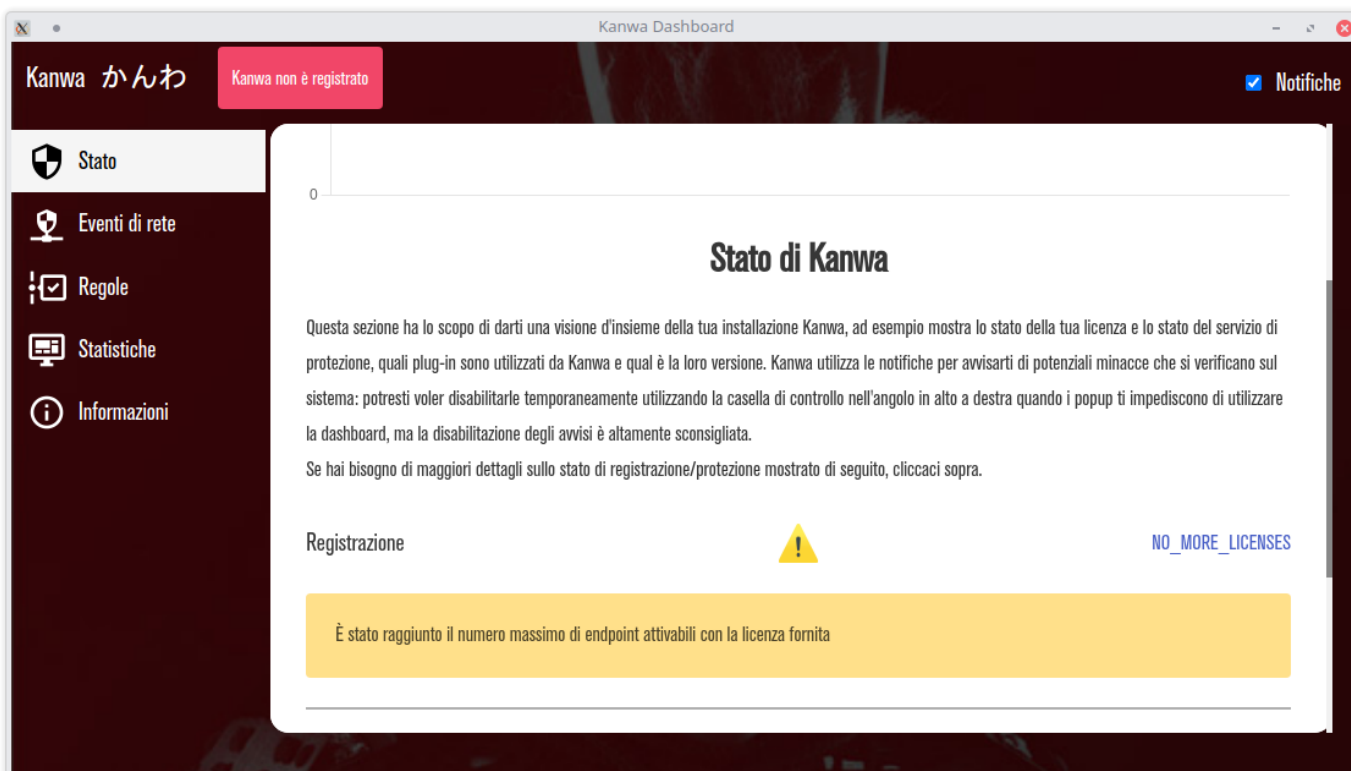 Kanwa Dashboard
Kanwa かんわ
Kanwa non è registrato
Notifiche
Stato
Eventi di rete
Regole
Statistiche
Informazioni
0
Stato di Kanwa
Questa sezione ha lo scopo di darti una visione d'insieme della tua installazione Kanwa, ad esempio mostra lo stato della tua licenza e lo stato del servizio di
protezione, quali plug-in sono utilizzati da Kanwa e qual è la loro versione. Kanwa utilizza le notifiche per avvisarti di potenziali minacce che si verificano sul
sistema: potresti voler disabilitarle temporaneamente utilizzando la casella di controllo nell'angolo in alto a destra quando i popup ti impediscono di utilizzare
la dashboard, ma la disabilitazione degli avvisi è altamente sconsigliata.
Se hai bisogno di maggiori dettagli sullo stato di registrazione/protezione mostrato di seguito, cliccaci sopra.
Registrazione
NO_MORE_LICENSES
È stato raggiunto il numero massimo di endpoint attivabili con la licenza fornita